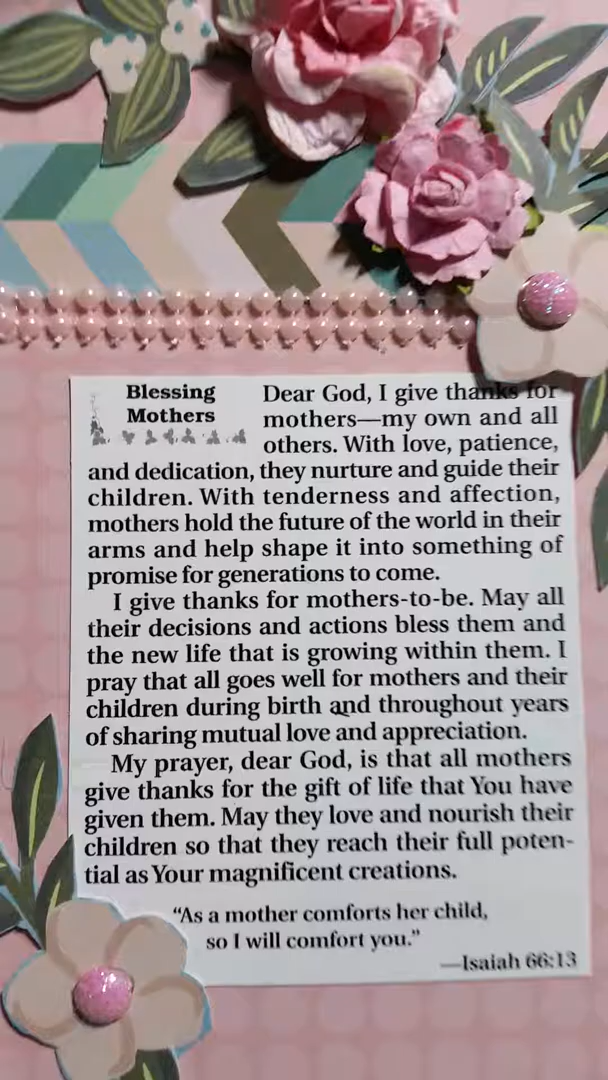 Blessing
Mothers
Dear God, I give thanks for
mothers—my own and all
others. With love, patience,
and dedication, they nurture and guide their
children. With tenderness and affection,
mothers hold the future of the world in their
arms and help shape it into something of
promise for generations to come.
I give thanks for mothers-to-be. May all
their decisions and actions bless them and
the new life that is growing within them. I
pray that all goes well for mothers and their
children during birth and throughout years
of sharing mutual love and appreciation.
My prayer, dear God, is that all mothers
give thanks for the gift of life that You have
given them. May they love and nourish their
children so that they reach their full poten-
tial as Your magnificent creations.
“As a mother comforts her child,
so I will comfort you.”
—Isaiah 66:13